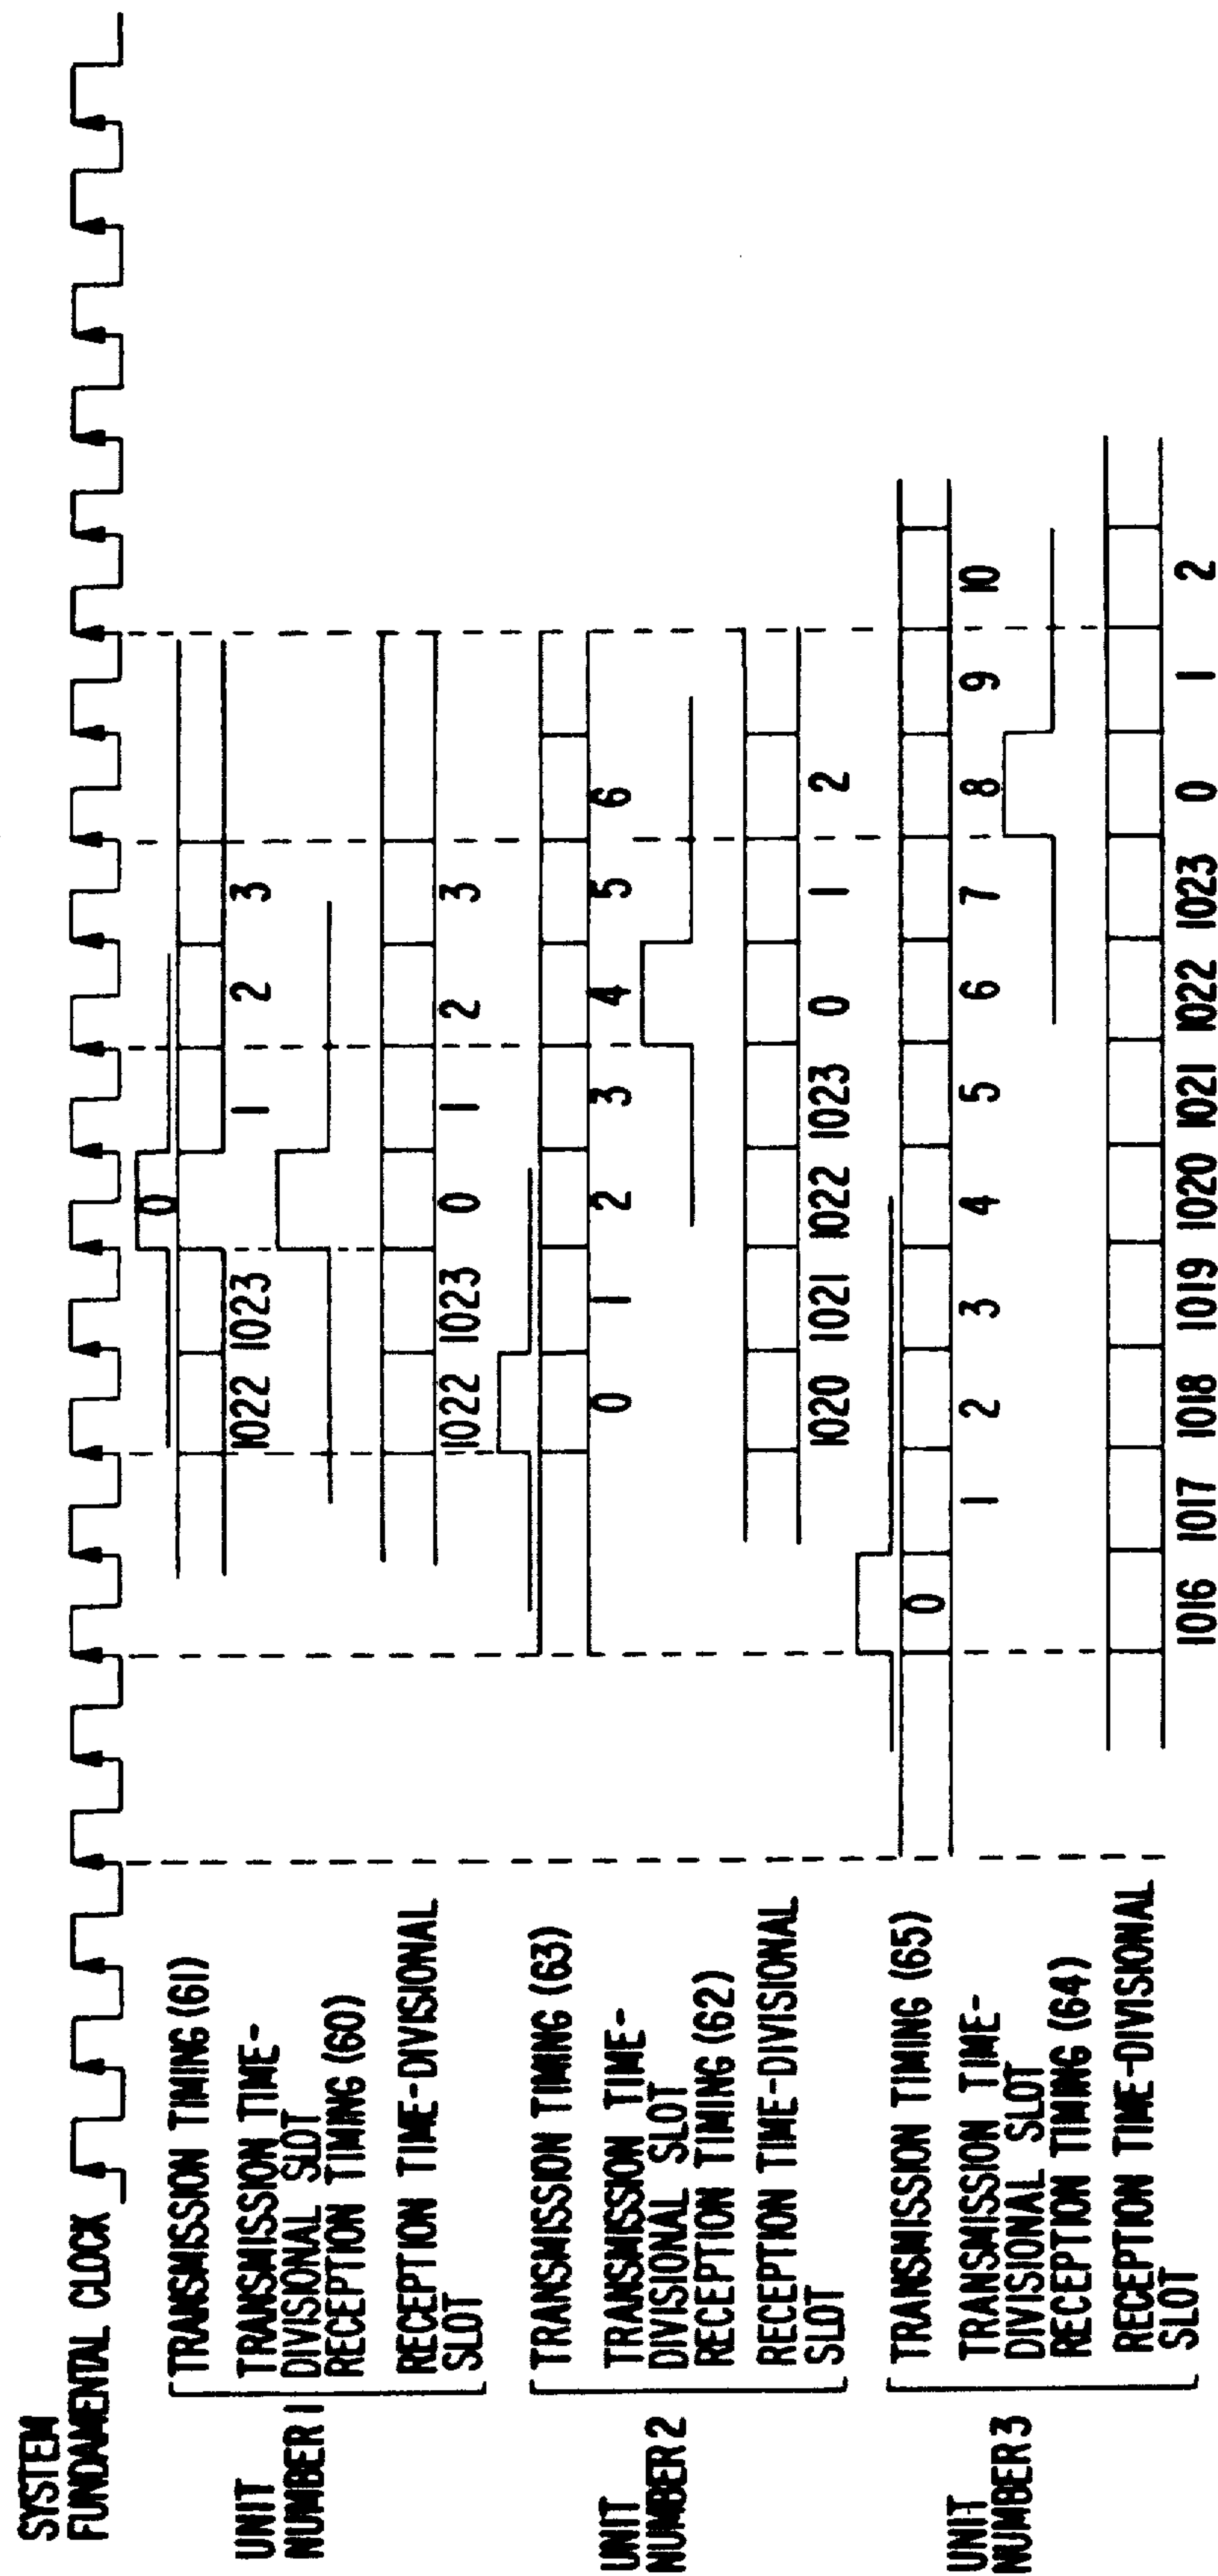 SYSTEM
FUNDAMENTAL CLOCK
UNIT
NUMBER 1
TRANSMISSION TIMING (61)
0
TRANSMISSION TIME-
DIVISIONAL SLOT
1022 1023 1 2 3
RECEPTION TIMING (60)
RECEPTION TIME-DIVISIONAL
SLOT
1022 1023 0 1 2 3
UNIT
NUMBER 2
TRANSMISSION TIMING (63)
TRANSMISSION TIME-
DIVISIONAL SLOT
0 1 2 3 4 5 6
RECEPTION TIMING (62)
RECEPTION TIME-DIVISIONAL
SLOT
1020 1021 1022 1023 0 1 2
UNIT
NUMBER 3
TRANSMISSION TIMING (65)
0
TRANSMISSION TIME-
DIVISIONAL SLOT
1 2 3 4 5 6 7 8 9 10
RECEPTION TIMING (64)
RECEPTION TIME-DIVISIONAL
SLOT
1016 1017 1018 1019 1020 1021 1022 1023 0 1 2